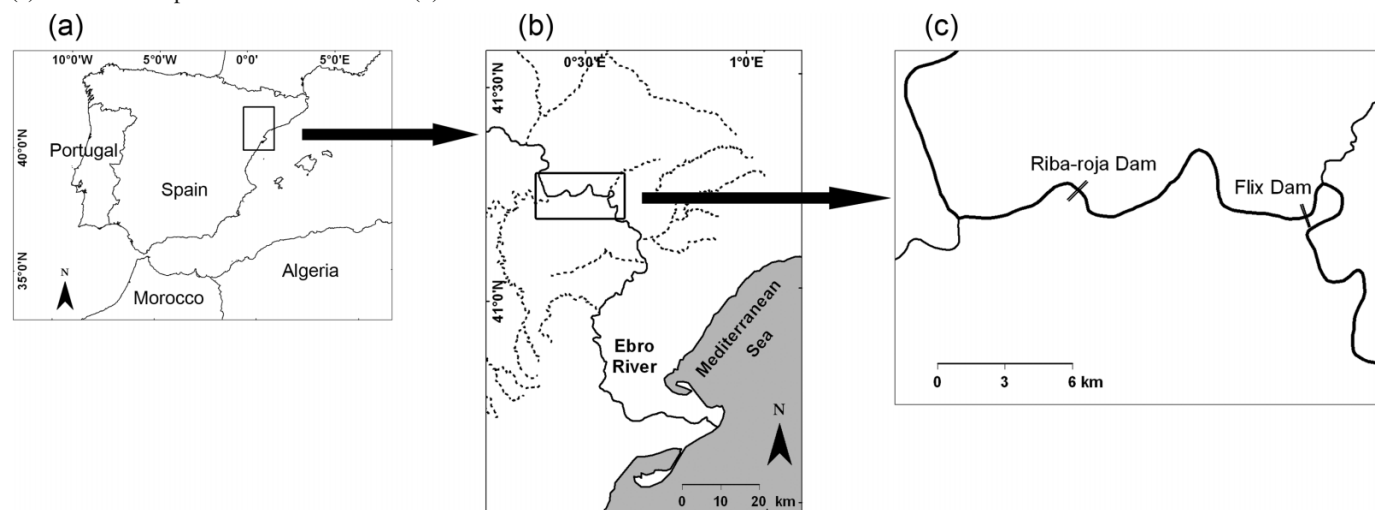 (a)
(b)
(c)
10°0'W 5°0'W 0°0' 5°0'E
40°0'N
35°0'N
Portugal
Spain
Algeria
Morocco
N
0°30'E 1°0'E
41°30'N
41°0'N
Ebro
River
Mediterranean
Sea
N
0 10 20 km
Riba-roja Dam
Flix Dam
0 3 6 km